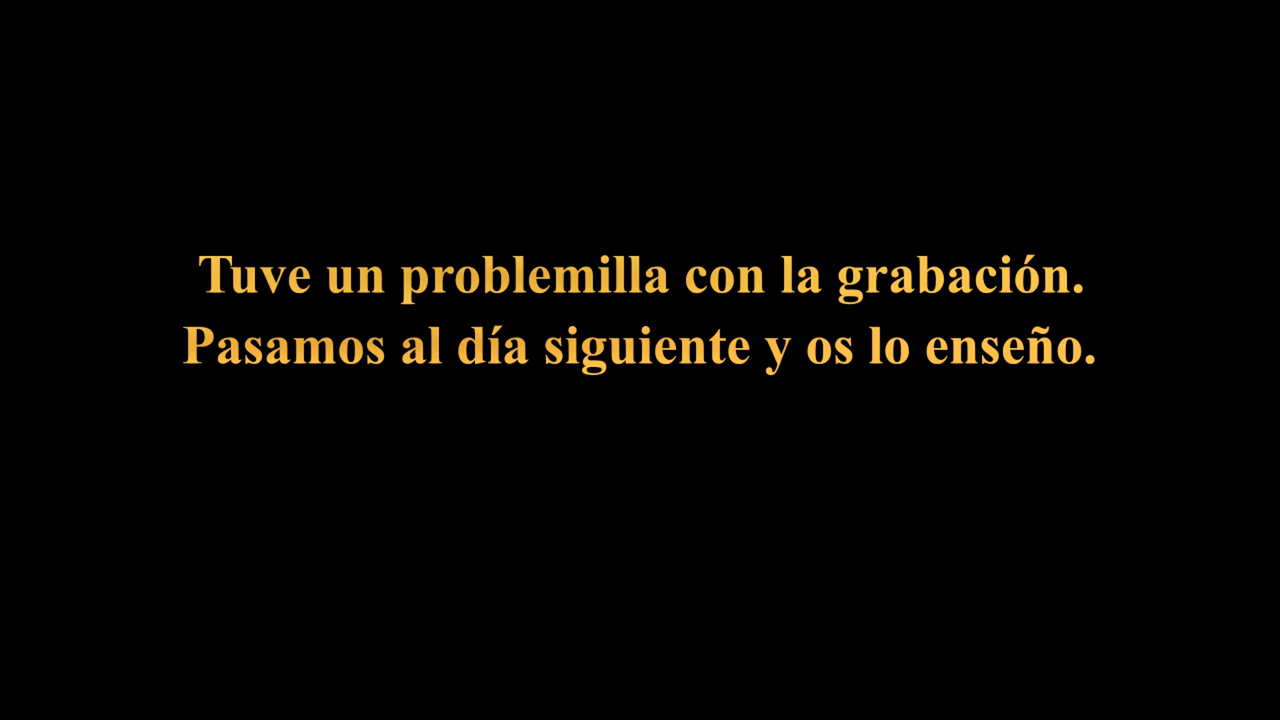 Tuve un problemilla con la grabación.
Pasamos al día siguiente y os lo enseño.